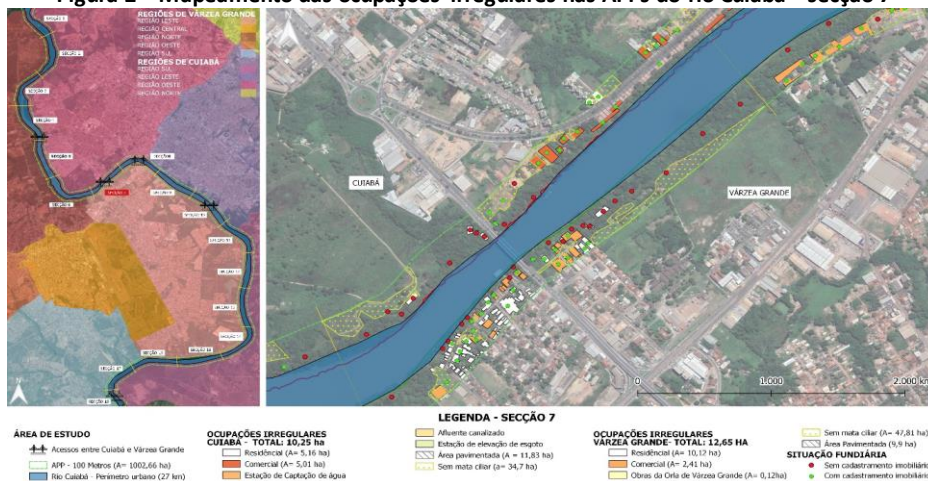 Figura 2 – Mapeamento das ocupações irregulares nas APPs do Rio Cuiabá – Secção 7
REGIÕES DE VÁRZEA GRANDE
REGIÃO LESTE
REGIÃO CENTRAL
REGIÃO NORTE
REGIÃO OESTE
REGIÃO SUL
REGIÕES DE CUIABÁ
REGIÃO SUL
REGIÃO LESTE
REGIÃO OESTE
REGIÃO NORTE
CUIABÁ
VÁRZEA GRANDE
0 1.000 2.000 km
N
LEGENDA - SECÇÃO 7
ÁREA DE ESTUDO
Acessos entre Cuiabá e Várzea Grande
APP - 100 Metros (A= 1002,66 ha)
Rio Cuiabá - Perímetro urbano (27 km)
OCUPAÇÕES IRREGULARES
CUIABÁ - TOTAL: 10,25 ha
Residêncial (A= 5,16 ha)
Comercial (A= 5,01 ha)
Estação de Captação de água
Afluente canalizado
Estação de elevação de esgoto
Área pavimentada (A = 11,83 ha)
Sem mata ciliar (a= 34,7 ha)
OCUPAÇÕES IRREGULARES
VÁRZEA GRANDE- TOTAL: 12,65 HA
Residêncial (A= 10,12 ha)
Comercial (A= 2,41 ha)
Obras da Orla de Várzea Grande (A= 0,12ha)
Sem mata ciliar (A= 47,81 ha)
Área Pavimentada (9,9 ha)
SITUAÇÃO FUNDIÁRIA
Sem cadastramento imobiliário
Com cadastramento imobiliário